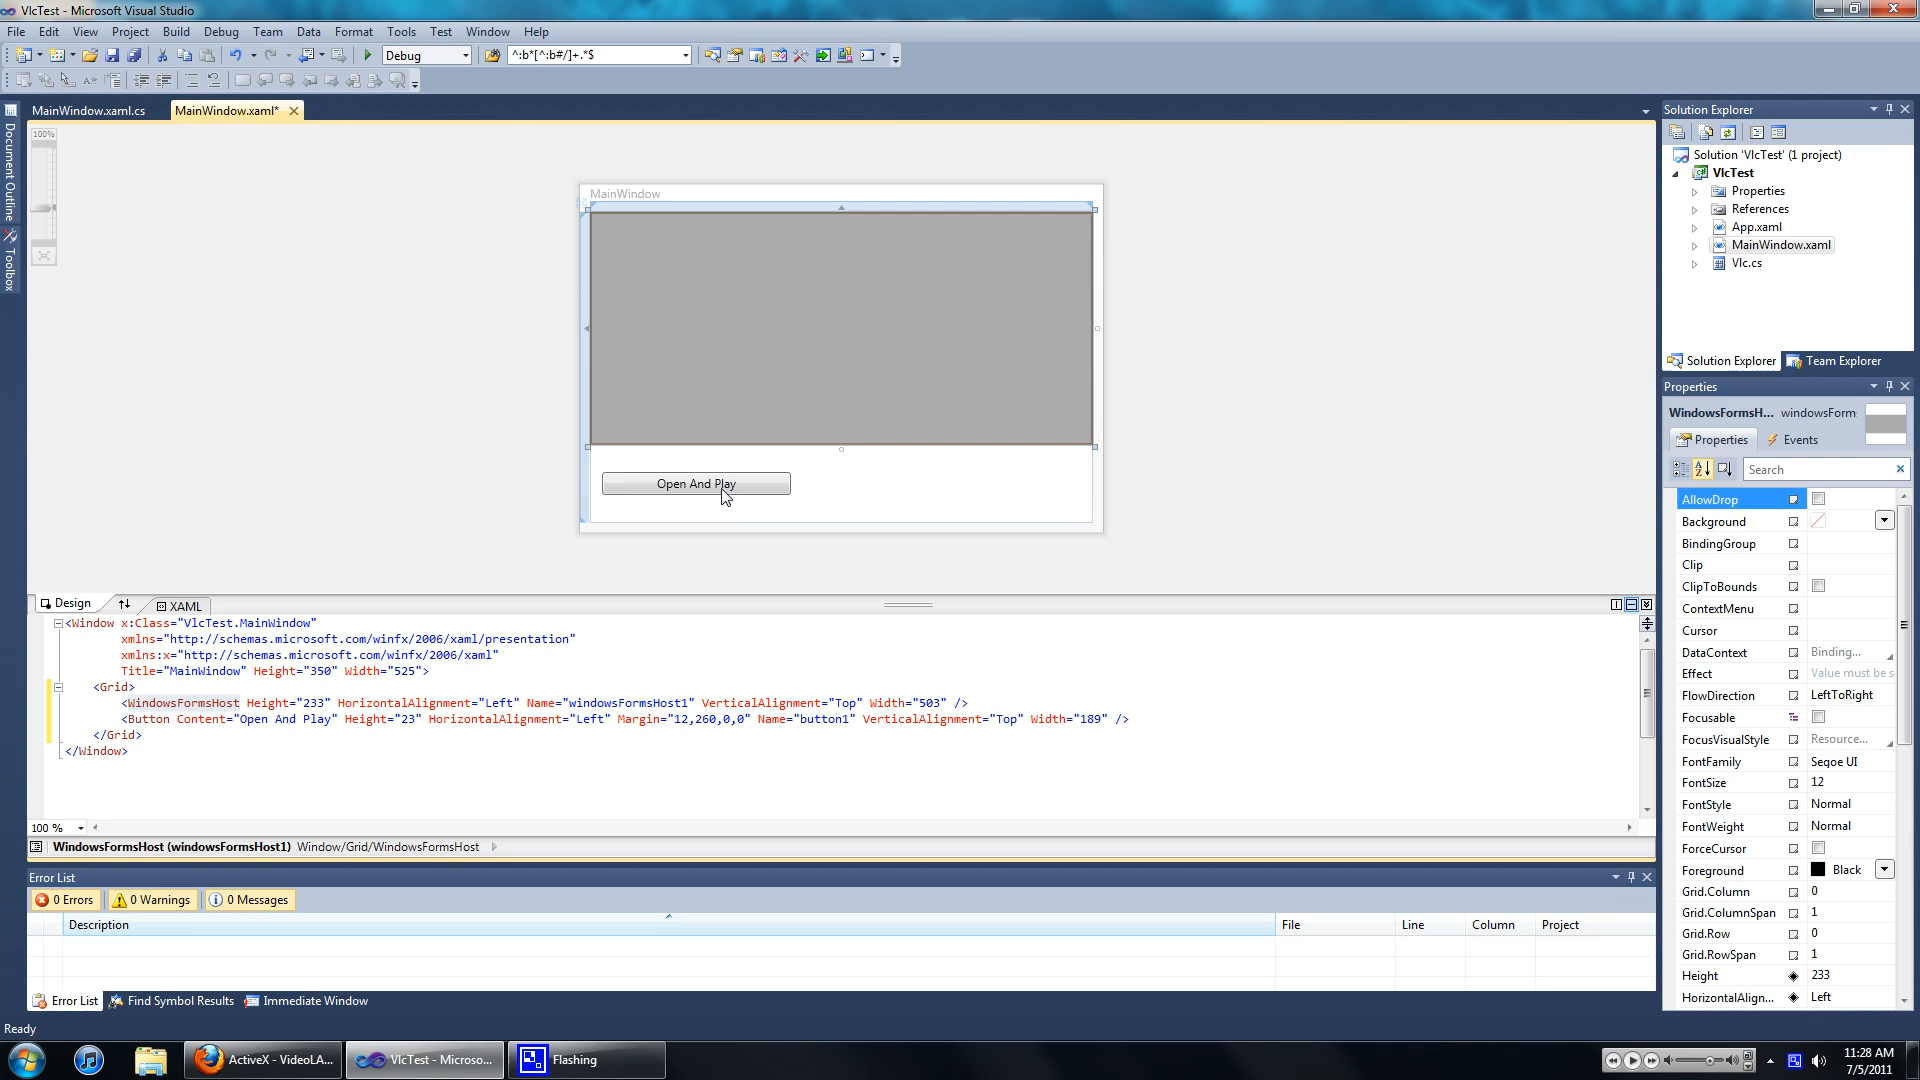 VlcTest - Microsoft Visual Studio
File Edit View Project Build Debug Team Data Format Tools Test Window Help
Debug ^:b*[^:b#/]+.*$
MainWindow.xaml.cs MainWindow.xaml*
Document Outline
Toolbox
100%
MainWindow
Open And Play
Design XAML
<Window x:Class="VlcTest.MainWindow"
xmlns="http://schemas.microsoft.com/winfx/2006/xaml/presentation"
xmlns:x="http://schemas.microsoft.com/winfx/2006/xaml"
Title="MainWindow" Height="350" Width="525">
<Grid>
<WindowsFormsHost Height="233" HorizontalAlignment="Left" Name="windowsFormsHost1" VerticalAlignment="Top" Width="503" />
<Button Content="Open And Play" Height="23" HorizontalAlignment="Left" Margin="12,260,0,0" Name="button1" VerticalAlignment="Top" Width="189" />
</Grid>
</Window>
100 %
WindowsFormsHost (windowsFormsHost1) Window/Grid/WindowsFormsHost
Error List
0 Errors 0 Warnings 0 Messages
Description File Line Column Project
Error List Find Symbol Results Immediate Window
Solution Explorer
Solution 'VlcTest' (1 project)
VlcTest
Properties
References
App.xaml
MainWindow.xaml
Vlc.cs
Solution Explorer Team Explorer
Properties
WindowsFormsH... windowsForm
Properties Events
Search
AllowDrop
Background
BindingGroup
Clip
ClipToBounds
ContextMenu
Cursor
DataContext Binding...
Effect Value must be s
FlowDirection LeftToRight
Focusable
FocusVisualStyle Resource...
FontFamily Segoe UI
FontSize 12
FontStyle Normal
FontWeight Normal
ForceCursor
Foreground Black
Grid.Column 0
Grid.ColumnSpan 1
Grid.Row 0
Grid.RowSpan 1
Height 233
HorizontalAlign... Left
Ready
ActiveX - VideoLA... VlcTest - Microso... Flashing
11:28 AM
7/5/2011